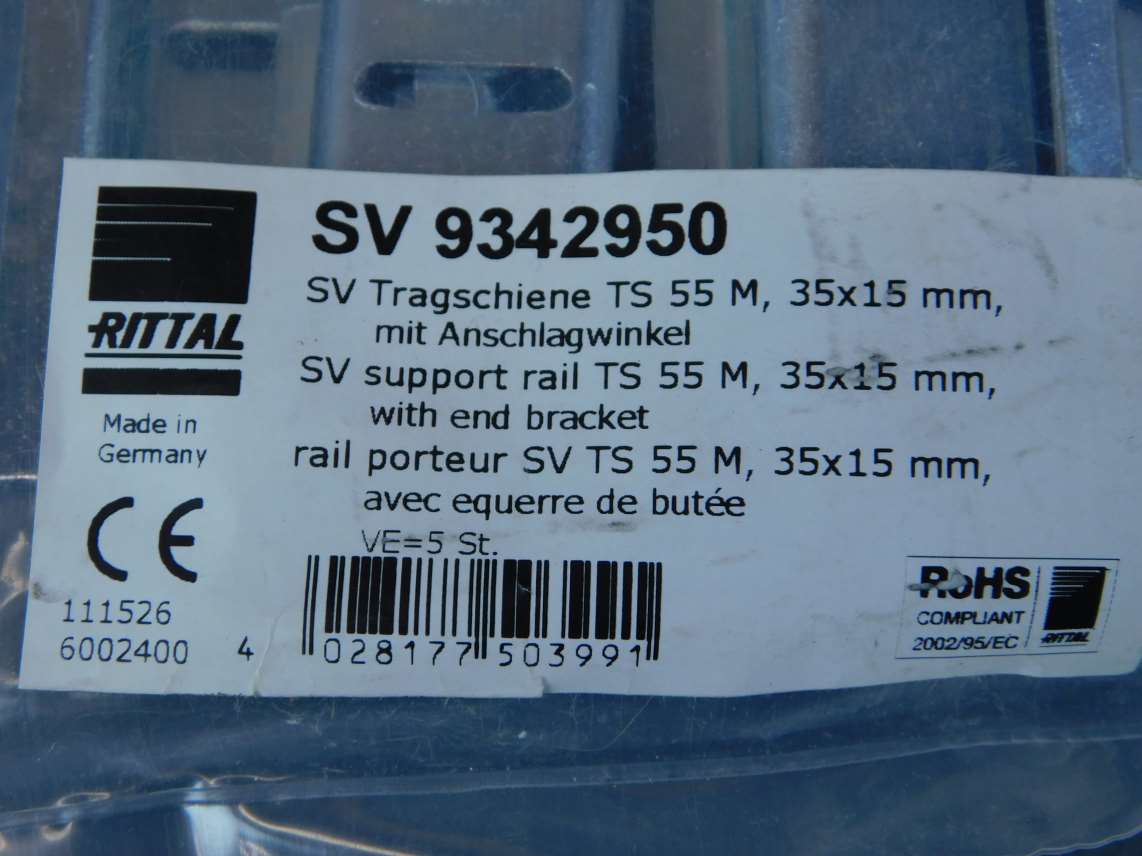 SV 9342950
SV Tragschiene TS 55 M, 35x15 mm,
mit Anschlagwinkel
SV support rail TS 55 M, 35x15 mm,
with end bracket
rail porteur SV TS 55 M, 35x15 mm,
avec equerre de butée
VE=5 St.
RITTAL
Made in
Germany
CE
111526
6002400
4 028177 503991
RoHS
COMPLIANT
2002/95/EC
RITTAL